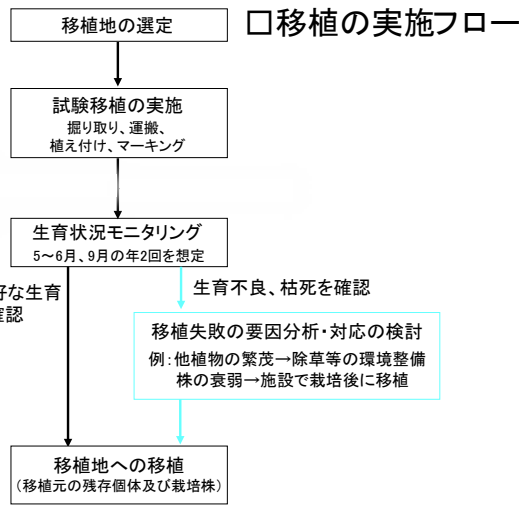 □移植の実施フロー
移植地の選定
試験移植の実施
掘り取り、運搬、
植え付け、マーキング
生育状況モニタリング
5～6月、9月の年2回を想定
好な生育
確認
生育不良、枯死を確認
移植失敗の要因分析・対応の検討
例：他植物の繁茂→除草等の環境整備
株の衰弱→施設で栽培後に移植
移植地への移植
（移植元の残存個体及び栽培株）